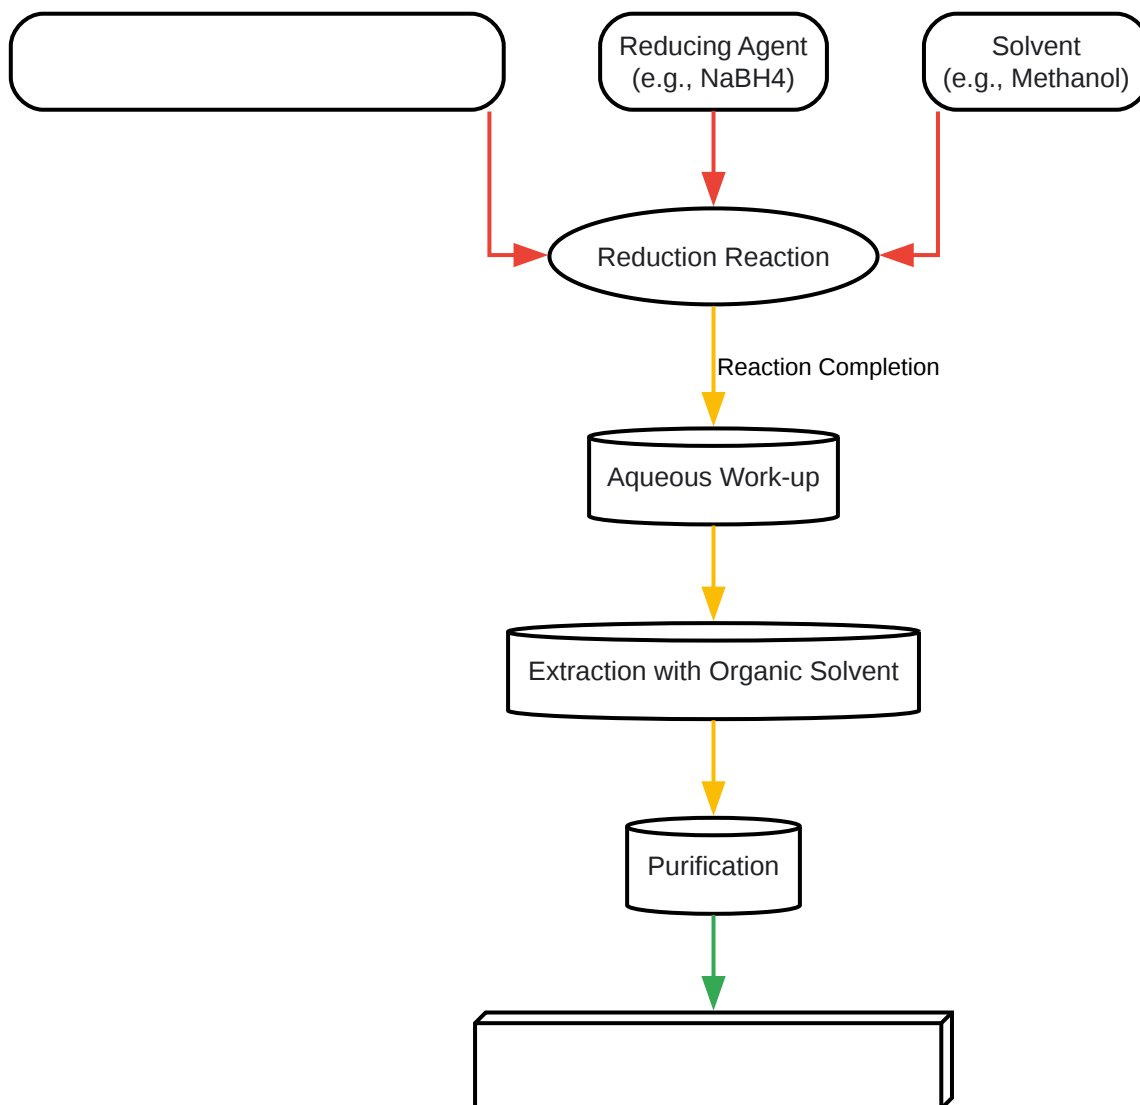 Reducing Agent
(e.g., NaBH4)
Solvent
(e.g., Methanol)
Reduction Reaction
Reaction Completion
Aqueous Work-up
Extraction with Organic Solvent
Purification